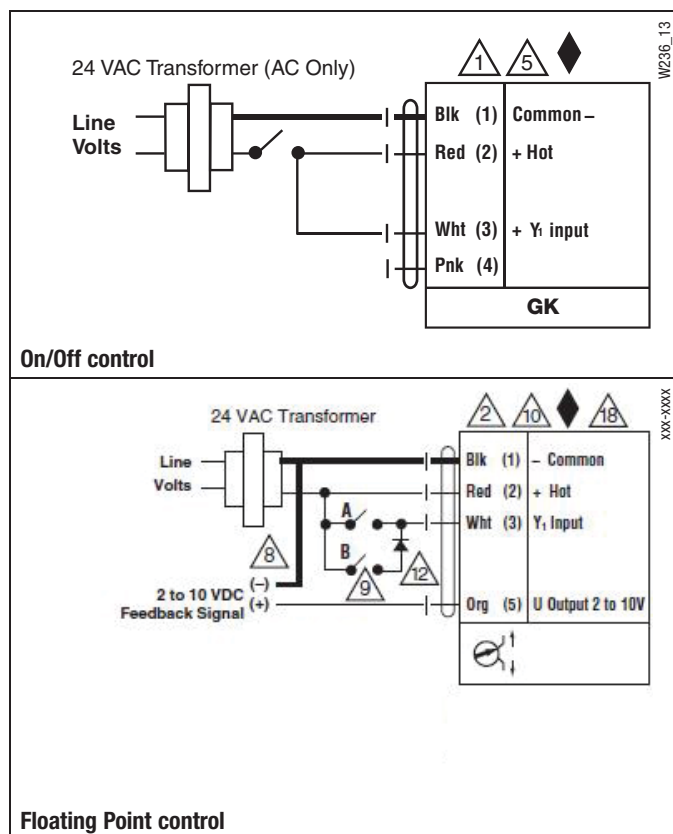 W236_13
24 VAC Transformer (AC Only)
1 5
Line
Volts
Blk (1) Common –
Red (2) + Hot
Wht (3) + Y1 input
Pnk (4)
GK
On/Off control
xxx-xxxx
24 VAC Transformer
2 10 18
Line
Volts
Blk (1) – Common
Red (2) + Hot
A
Wht (3) Y1 Input
B
8
9
12
2 to 10 VDC (–)
Feedback Signal (+)
Org (5) U Output 2 to 10V
Floating Point control